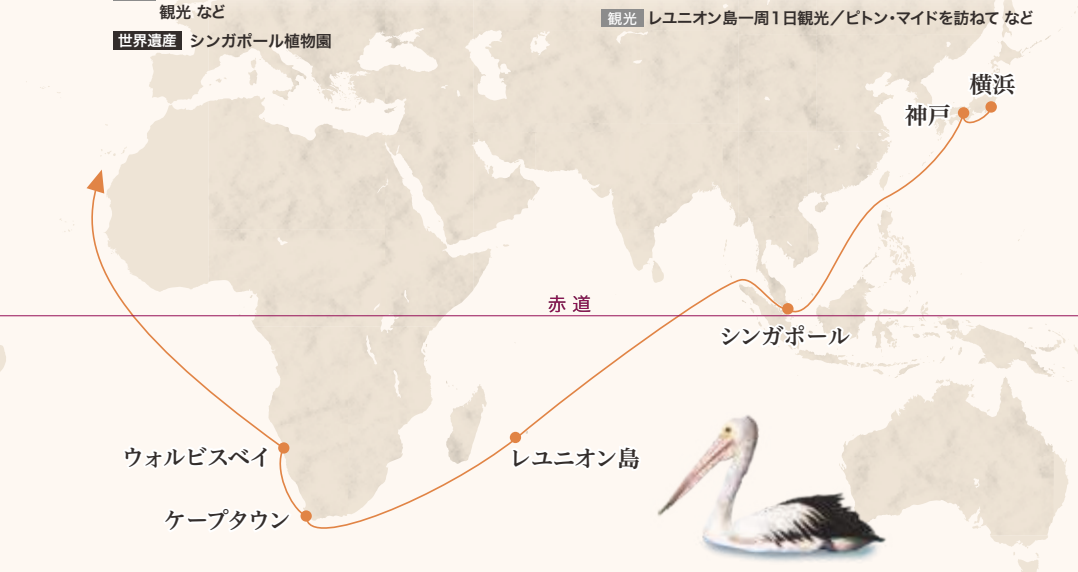 観光 など
世界遺産 シンガポール植物園
観光 レユニオン島一周1日観光／ピトン・マイドを訪ねて など
横浜
神戸
赤道
シンガポール
ウォルビスベイ
レユニオン島
ケープタウン